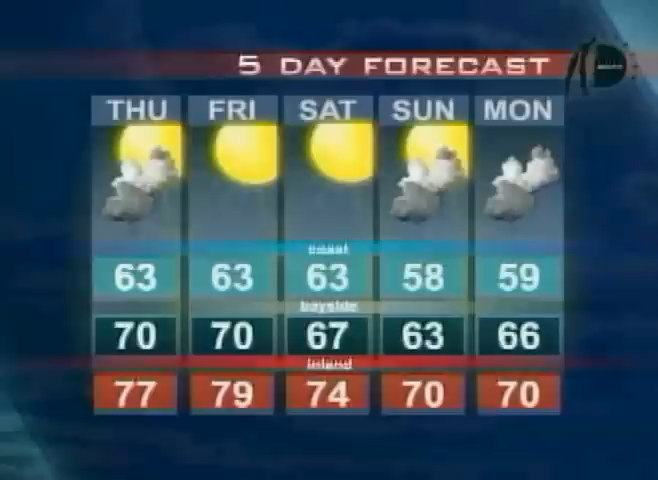 5 DAY FORECAST
THU FRI SAT SUN MON
coast
63 63 63 58 59
bayside
70 70 67 63 66
inland
77 79 74 70 70